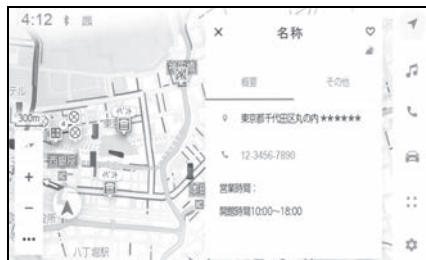 4:12
300m
八丁堀駅
名称
概要
その他
東京都千代田区丸の内 ******
12-3456-7890
営業時間：
開館時間10:00～18:00